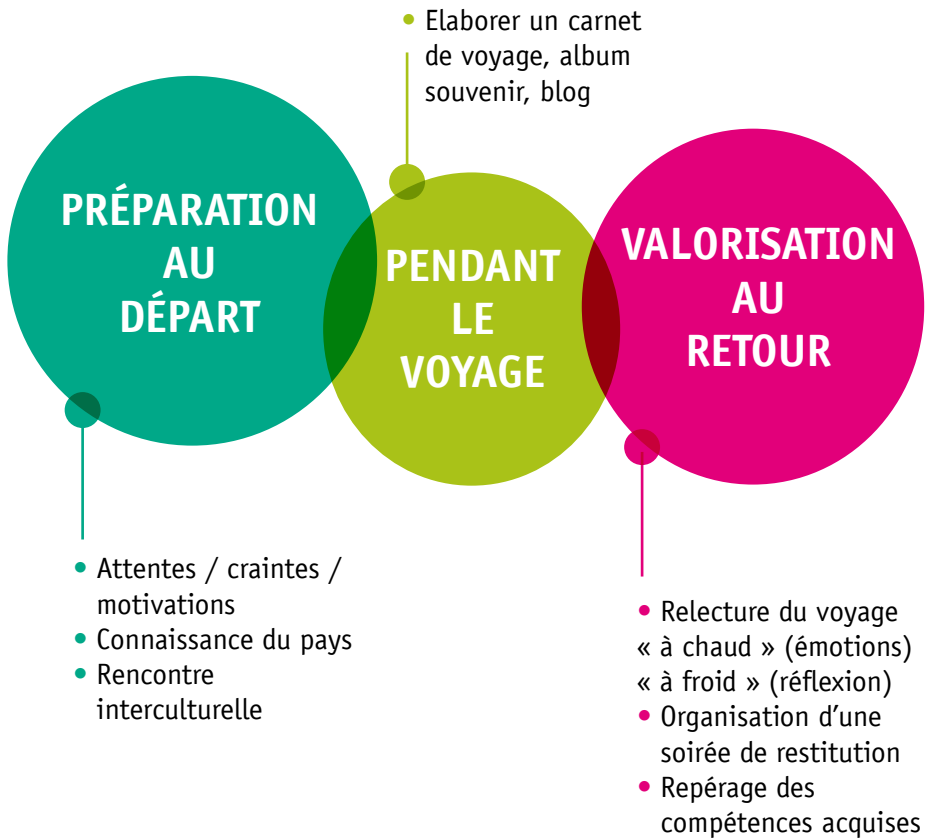 • Elaborer un carnet
de voyage, album
souvenir, blog
PRÉPARATION
AU
DÉPART
PENDANT
LE
VOYAGE
VALORISATION
AU
RETOUR
• Attentes / craintes /
motivations
• Connaissance du pays
• Rencontre
interculturelle
• Relecture du voyage
« à chaud » (émotions)
« à froid » (réflexion)
• Organisation d’une
soirée de restitution
• Repérage des
compétences acquises